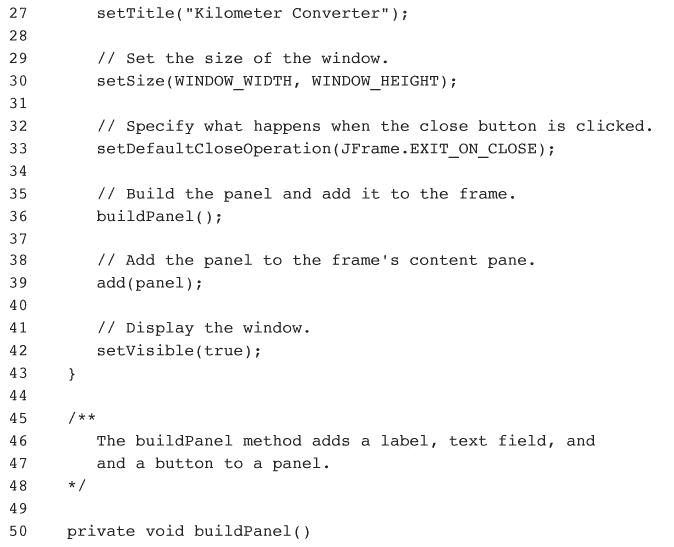 27 setTitle("Kilometer Converter");
28
29 // Set the size of the window.
30 setSize(WINDOW_WIDTH, WINDOW_HEIGHT);
31
32 // Specify what happens when the close button is clicked.
33 setDefaultCloseOperation(JFrame.EXIT_ON_CLOSE);
34
35 // Build the panel and add it to the frame.
36 buildPanel();
37
38 // Add the panel to the frame's content pane.
39 add(panel);
40
41 // Display the window.
42 setVisible(true);
43 }
44
45 /**
46 The buildPanel method adds a label, text field, and
47 and a button to a panel.
48 */
49
50 private void buildPanel()